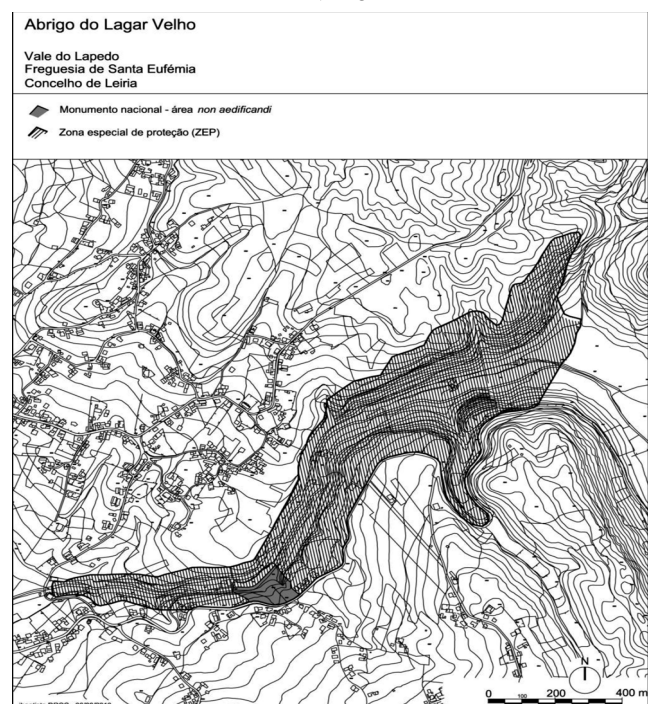 Abrigo do Lagar Velho
Vale do Lapedo
Freguesia de Santa Eufémia
Concelho de Leiria
Monumento nacional - área non aedificandi
Zona especial de proteção (ZEP)
N
0 100 200 400 m